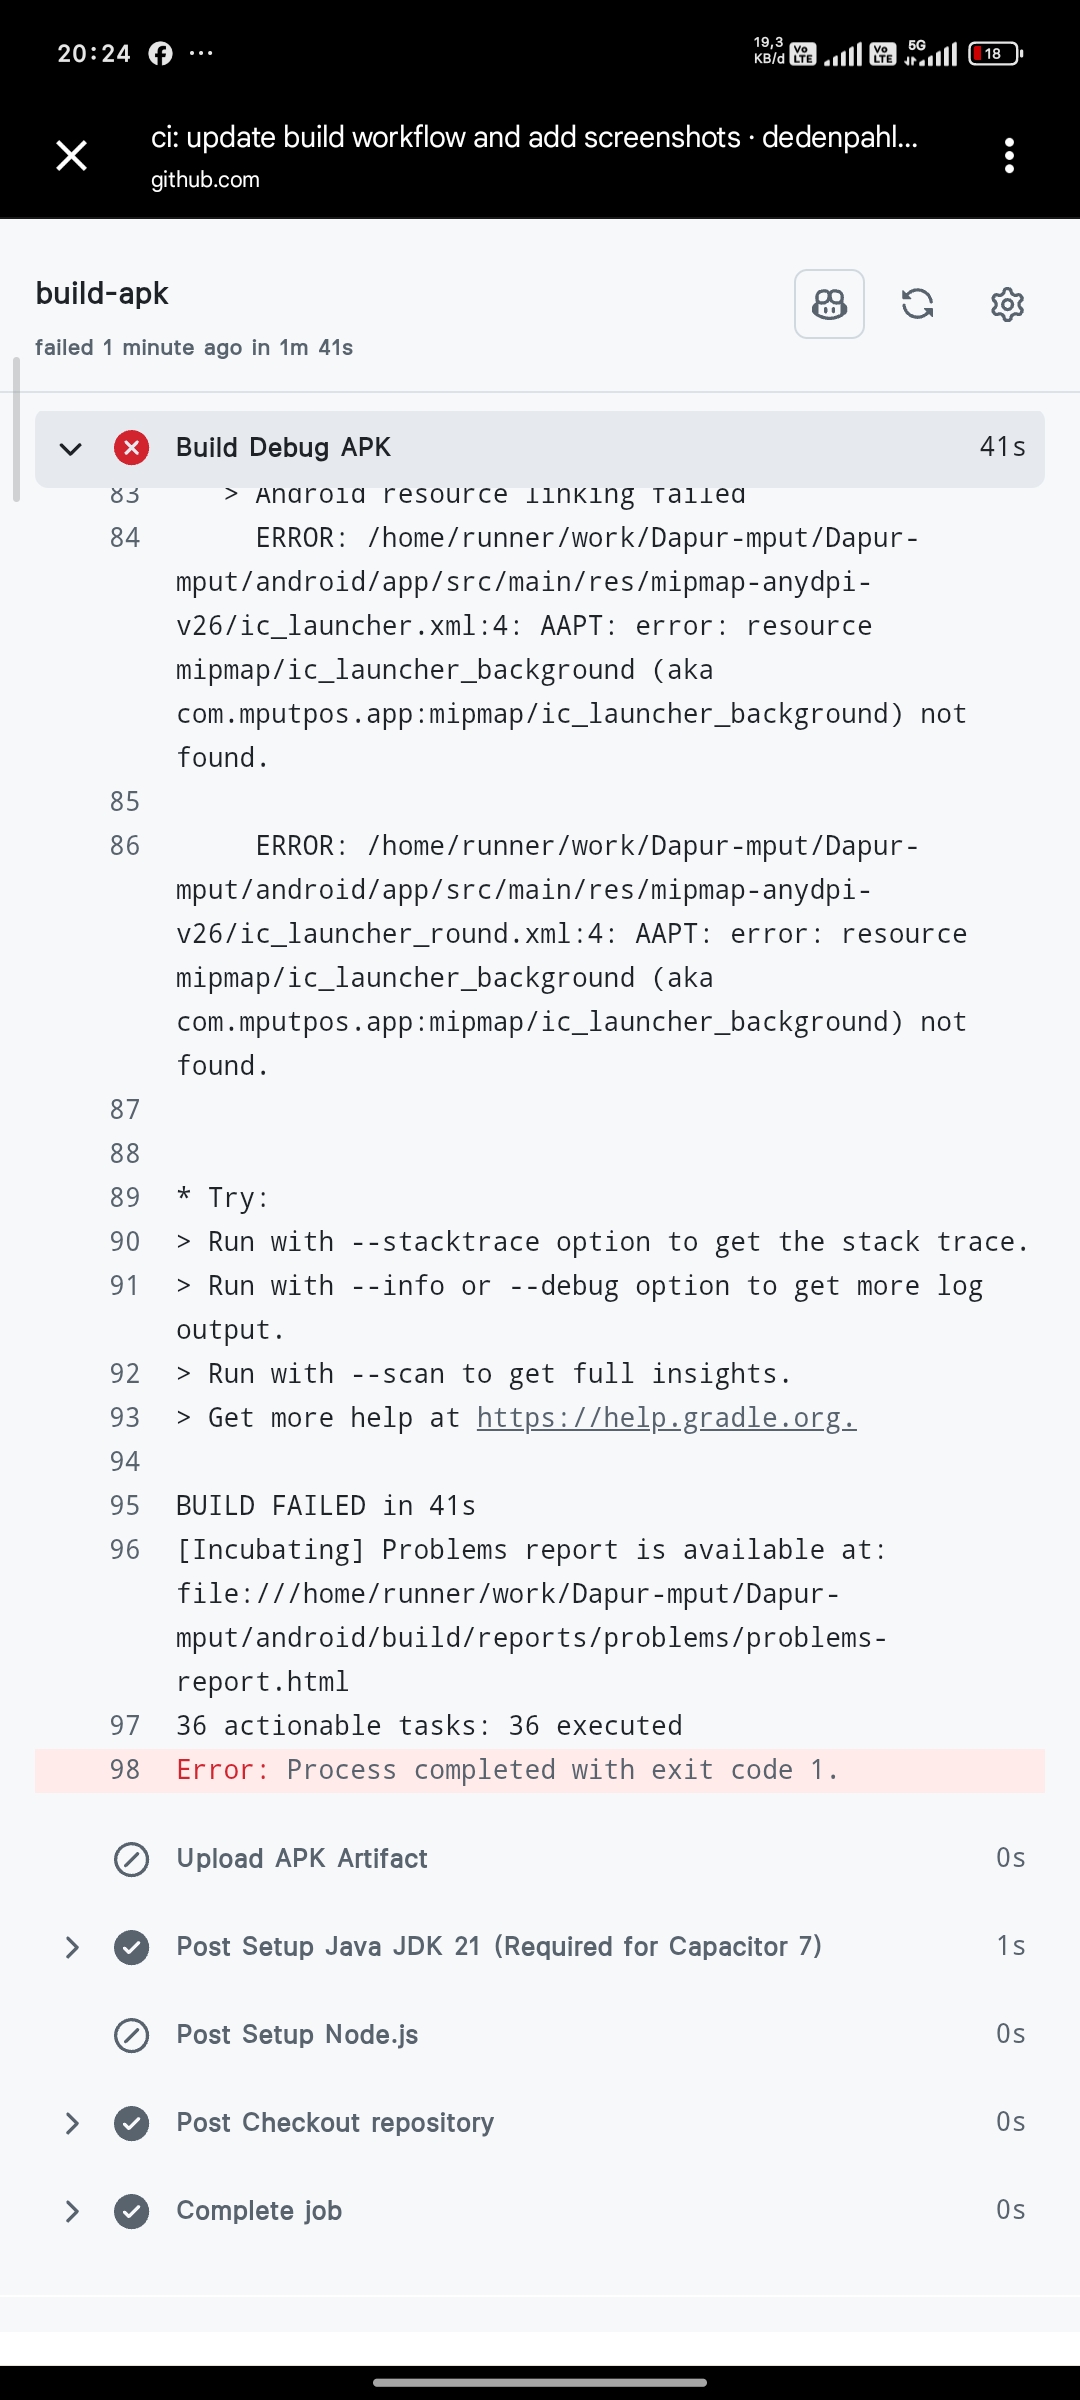 20:24
19,3 KB/d
Vo LTE
Vo LTE
5G
18
ci: update build workflow and add screenshots · dedenpahl...
github.com
build-apk
failed 1 minute ago in 1m 41s
Build Debug APK 41s
83 > Android resource linking failed
84 ERROR: /home/runner/work/Dapur-
mput/android/app/src/main/res/mipmap-anydpi-
v26/ic_launcher.xml:4: AAPT: error: resource
mipmap/ic_launcher_background (aka
com.mputpos.app:mipmap/ic_launcher_background) not
found.
85
86 ERROR: /home/runner/work/Dapur-mput/Dapur-
mput/android/app/src/main/res/mipmap-anydpi-
v26/ic_launcher_round.xml:4: AAPT: error: resource
mipmap/ic_launcher_background (aka
com.mputpos.app:mipmap/ic_launcher_background) not
found.
87
88
89 * Try:
90 > Run with --stacktrace option to get the stack trace.
91 > Run with --info or --debug option to get more log
output.
92 > Run with --scan to get full insights.
93 > Get more help at https://help.gradle.org.
94
95 BUILD FAILED in 41s
96 [Incubating] Problems report is available at:
file:///home/runner/work/Dapur-mput/Dapur-
mput/android/build/reports/problems/problems-
report.html
97 36 actionable tasks: 36 executed
98 Error: Process completed with exit code 1.
Upload APK Artifact 0s
Post Setup Java JDK 21 (Required for Capacitor 7) 1s
Post Setup Node.js 0s
Post Checkout repository 0s
Complete job 0s